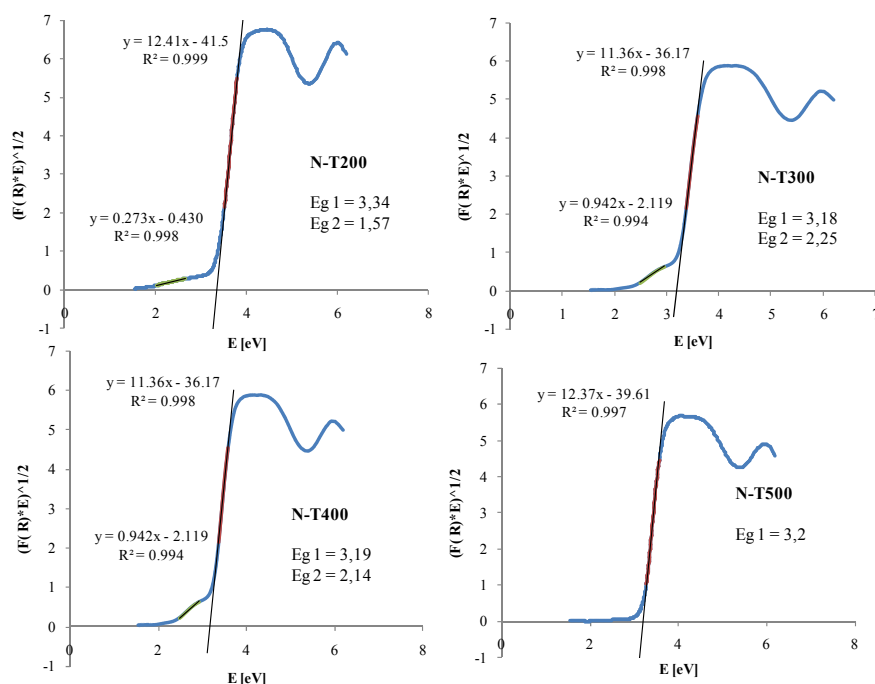 7
6
5
4
3
2
1
0
-1
0
2
4
6
8
(F( R)*E)^1/2
E [eV]
y = 12.41x - 41.5
R² = 0.999
y = 0.273x - 0.430
R² = 0.998
N-T200
Eg 1 = 3,34
Eg 2 = 1,57
7
6
5
4
3
2
1
0
-1
0
1
2
3
4
5
6
7
(F( R)*E)^1/2
E [eV]
y = 11.36x - 36.17
R² = 0.998
y = 0.942x - 2.119
R² = 0.994
N-T300
Eg 1 = 3,18
Eg 2 = 2,25
7
6
5
4
3
2
1
0
-1
0
2
4
6
8
(F( R)*E)^1/2
E [eV]
y = 11.36x - 36.17
R² = 0.998
y = 0.942x - 2.119
R² = 0.994
N-T400
Eg 1 = 3,19
Eg 2 = 2,14
7
6
5
4
3
2
1
0
-1
0
2
4
6
8
(F( R)*E)^1/2
E [eV]
y = 12.37x - 39.61
R² = 0.997
N-T500
Eg 1 = 3,2